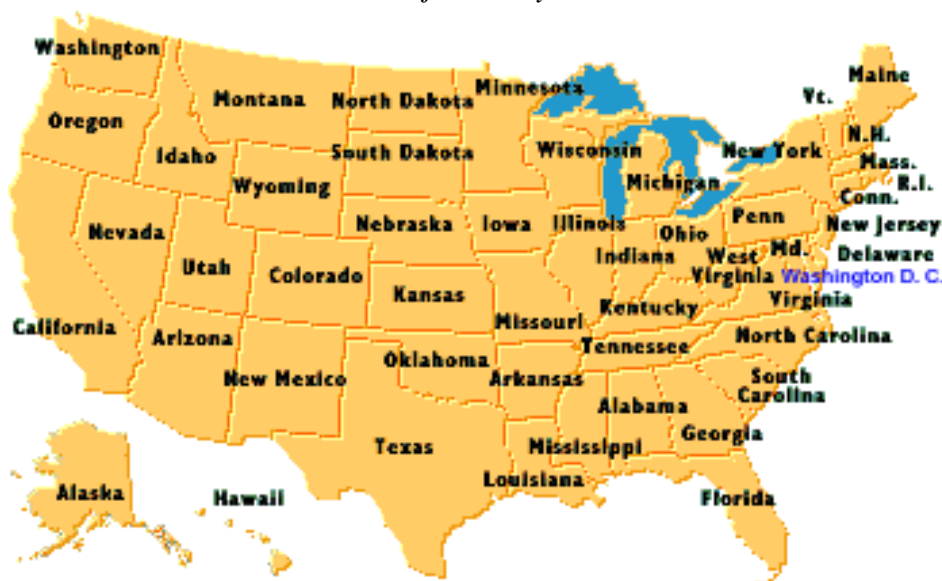 Washington
Maine
Minnesota
Montana
North Dakota
Vt.
Oregon
N.H.
Idaho
South Dakota
Wisconsin
New York
Mass.
Wyoming
Michigan
R.I.
Conn.
Nebraska
Iowa
Illinois
Penn
New Jersey
Nevada
Ohio
Indiana
West
Virginia
Md.
Delaware
Utah
Colorado
Washington D. C.
Kansas
Kentucky
Virginia
California
Missouri
Arizona
Tennessee
North Carolina
Oklahoma
New Mexico
Arkansas
South
Carolina
Alabama
Georgia
Texas
Mississippi
Louisiana
Alaska
Hawaii
Florida